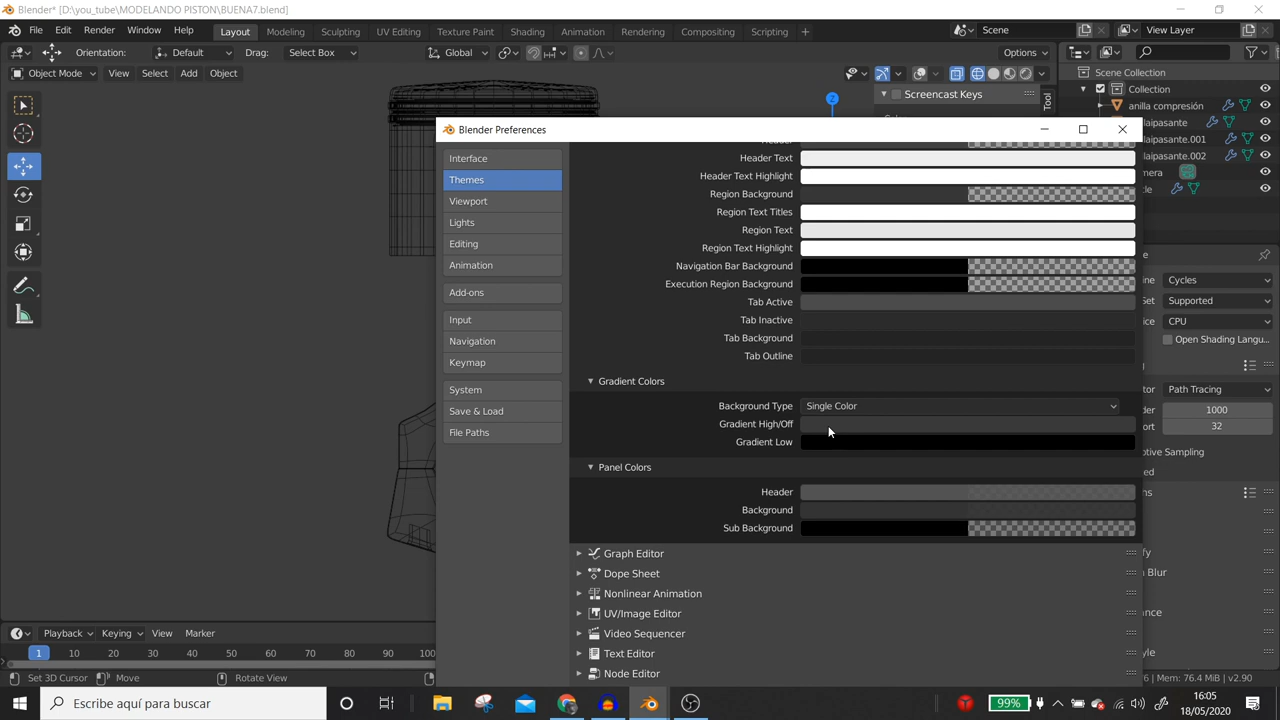 Blender* [D:\you_tube\MODELANDO PISTON\BUENA7.blend]
File Edit Render Window Help Layout Modeling Sculpting UV Editing Texture Paint Shading Animation Rendering Compositing Scripting + Scene View Layer
Orientation: Default Drag: Select Box Global Options
Object Mode View Select Add Object
Screencast Keys
Tool
Scene Collection
Collection
anilla compresión
laipasante
laipasante.001
laipasante.002
mera
Blender Preferences
Interface
Themes
Viewport
Lights
Editing
Animation
Add-ons
Input
Navigation
Keymap
System
Save & Load
File Paths
Header Text
Header Text Highlight
Region Background
Region Text Titles
Region Text
Region Text Highlight
Navigation Bar Background
Execution Region Background
Tab Active
Tab Inactive
Tab Background
Tab Outline
Gradient Colors
Background Type Single Color
Gradient High/Off
Gradient Low
Panel Colors
Header
Background
Sub Background
Graph Editor
Dope Sheet
Nonlinear Animation
UV/Image Editor
Video Sequencer
Text Editor
Node Editor
Cycles
Supported
CPU
Open Shading Langu...
Path Tracing
1000
32
Playback Keying View Marker
1 10 20 30 40 50 60 70 80 90 100
Set 3D Cursor Move Rotate View
Mem: 76.4 MiB | v2.90
Escribe aquí para buscar
99%
16:05
18/05/2020